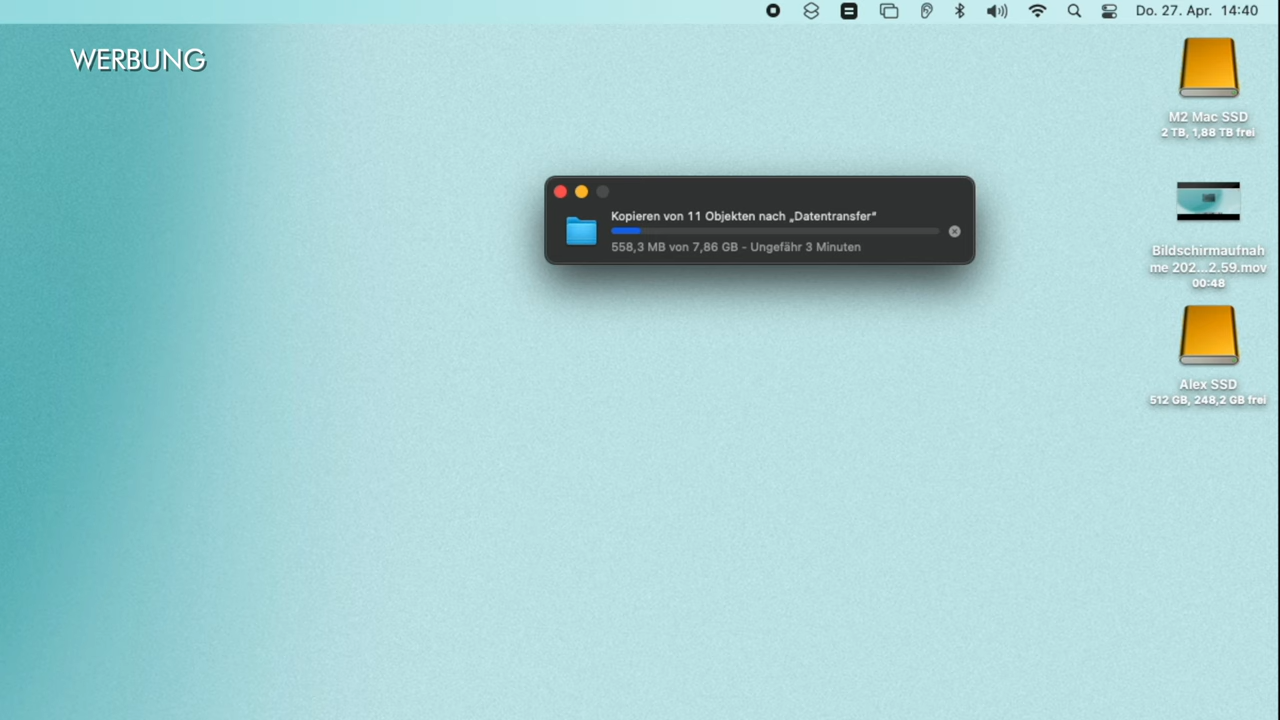 Do. 27. Apr. 14:40
WERBUNG
M2 Mac SSD
2 TB, 1,88 TB frei
Kopieren von 11 Objekten nach „Datentransfer“
558,3 MB von 7,86 GB - Ungefähr 3 Minuten
Bildschirmaufnah
me 202...2.59.mov
00:48
Alex SSD
512 GB, 248,2 GB frei